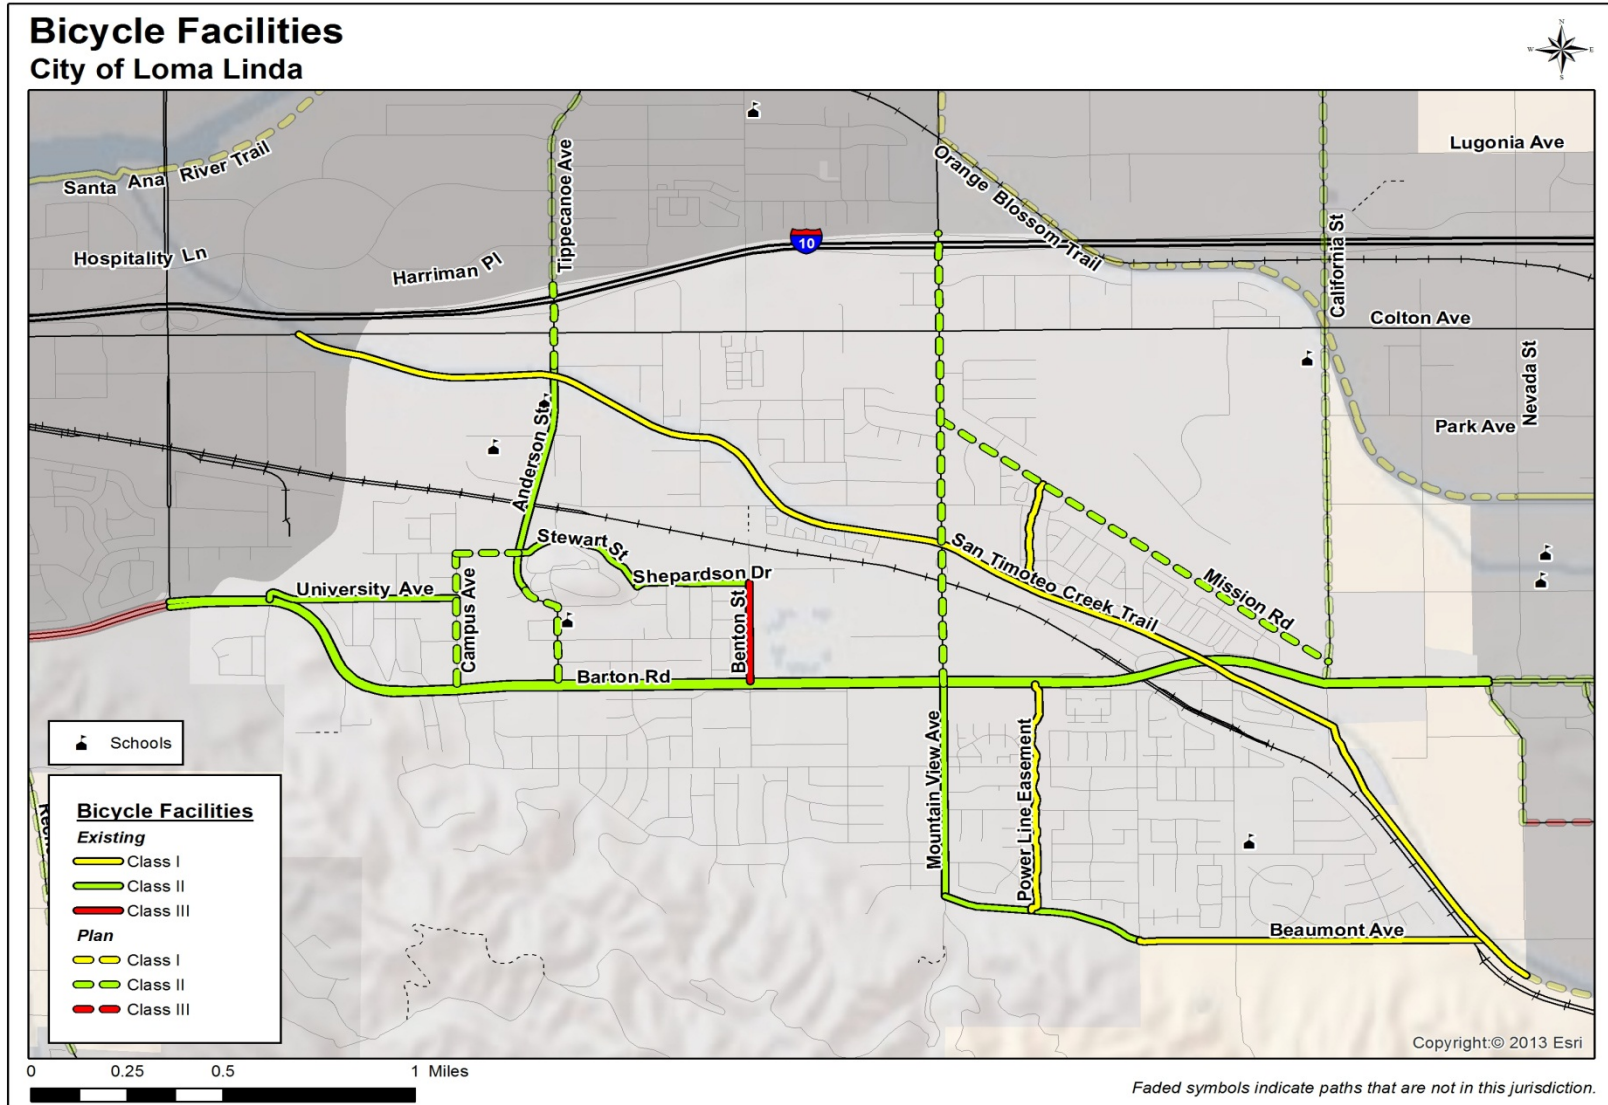 Bicycle Facilities
City of Loma Linda
N
W E
S
Lugonia Ave
Santa Ana River Trail
Tippecanoe Ave
Orange Blossom Trail
California St
Hospitality Ln
Harriman Pl
10
Colton Ave
Nevada St
Park Ave
Anderson St
Stewart St
San Timoteo Creek Trail
Shepardson Dr
University Ave
Campus Ave
Benton St
Mission Rd
Barton Rd
Mountain View Ave
Power Line Easement
Schools
Beaumont Ave
Bicycle Facilities
Existing
Class I
Class II
Class III
Plan
Class I
Class II
Class III
Copyright:© 2013 Esri
0 0.25 0.5 1 Miles
Faded symbols indicate paths that are not in this jurisdiction.